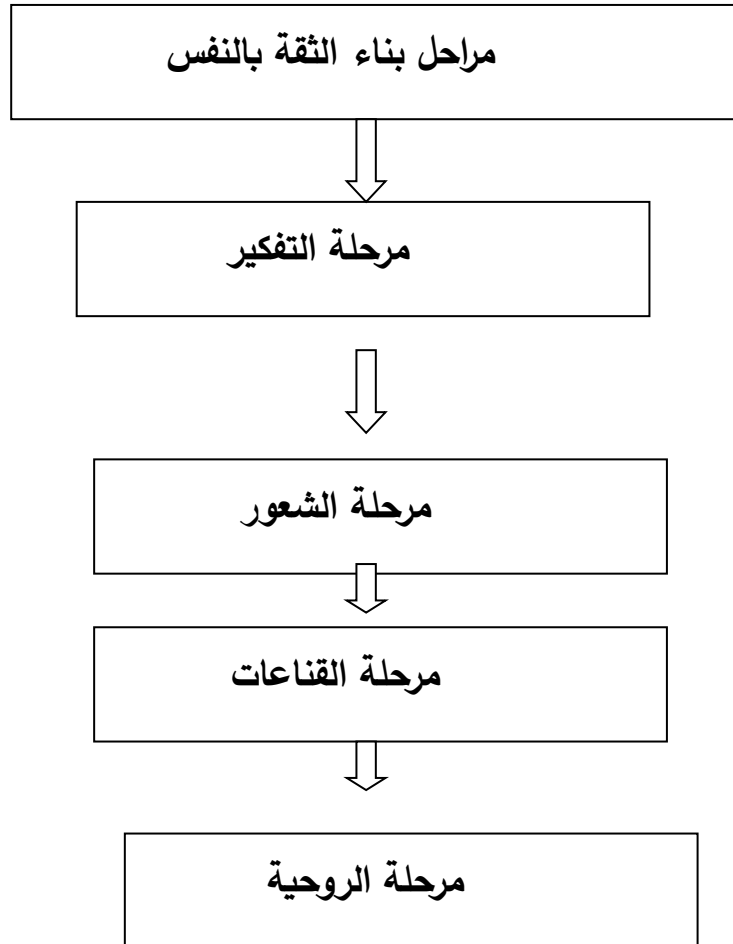 مراحل بناء الثقة بالنفس
مرحلة التفكير
مرحلة الشعور
مرحلة القناعات
مرحلة الروحية